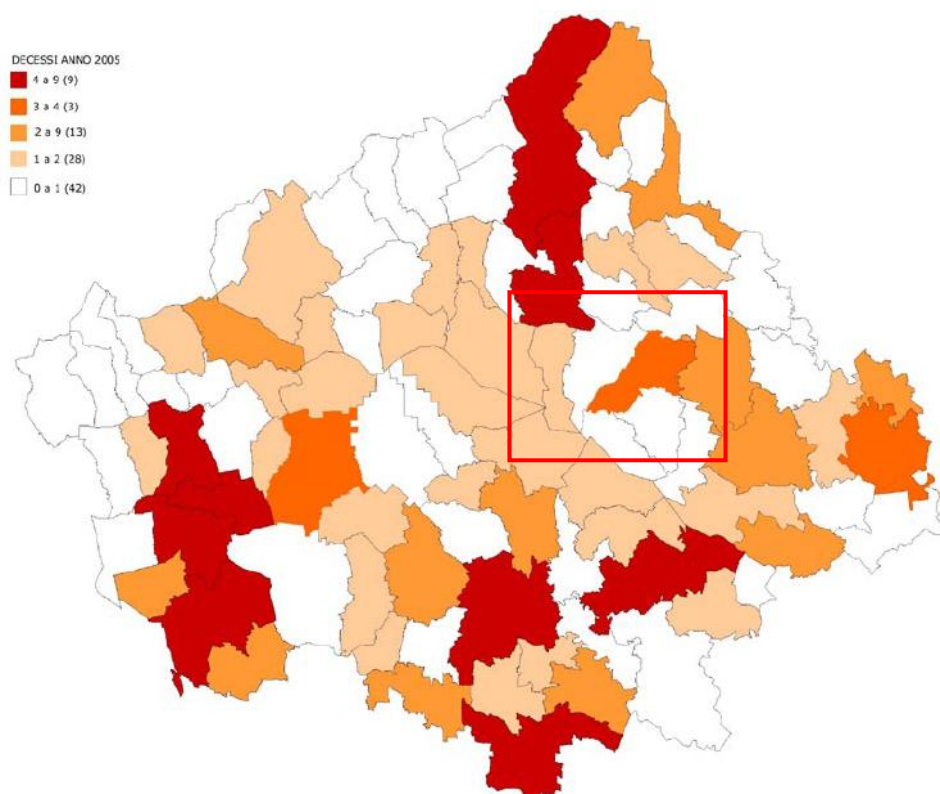 DECESSI ANNO 2005
4 a 9 (9)
3 a 4 (3)
2 a 9 (13)
1 a 2 (28)
0 a 1 (42)